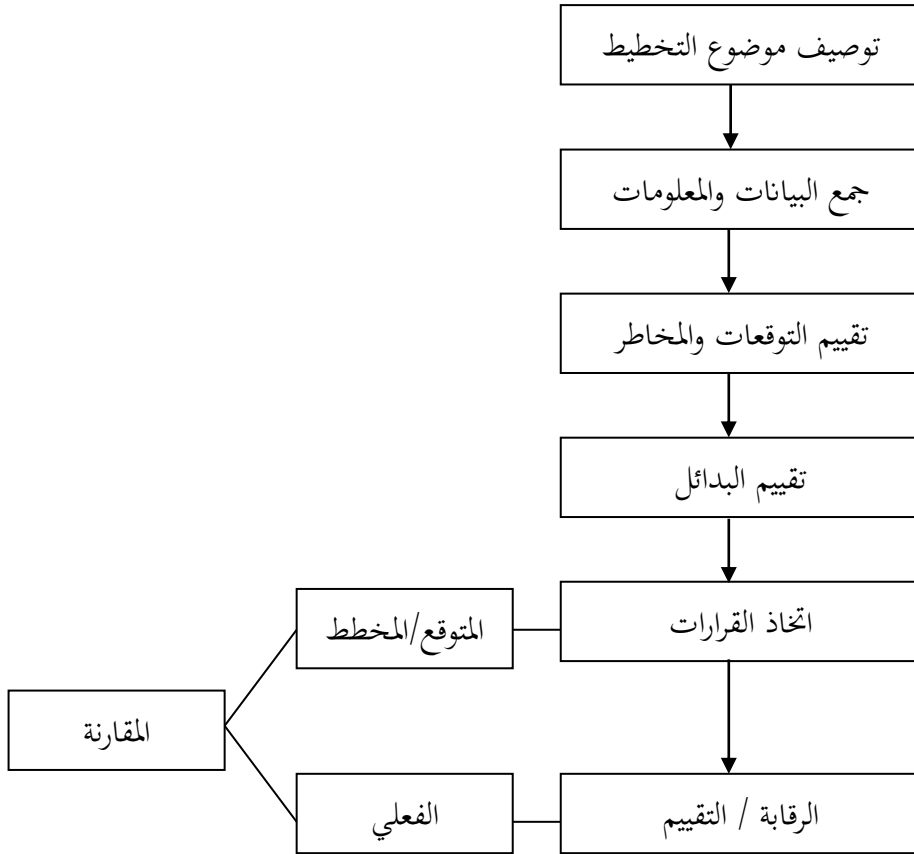 توصيف موضوع التخطيط
جمع البيانات والمعلومات
تقييم التوقعات والمخاطر
تقييم البدائل
اتخاذ القرارات
المتوقع/المخطط
المقارنة
الرقابة / التقييم
الفعلي